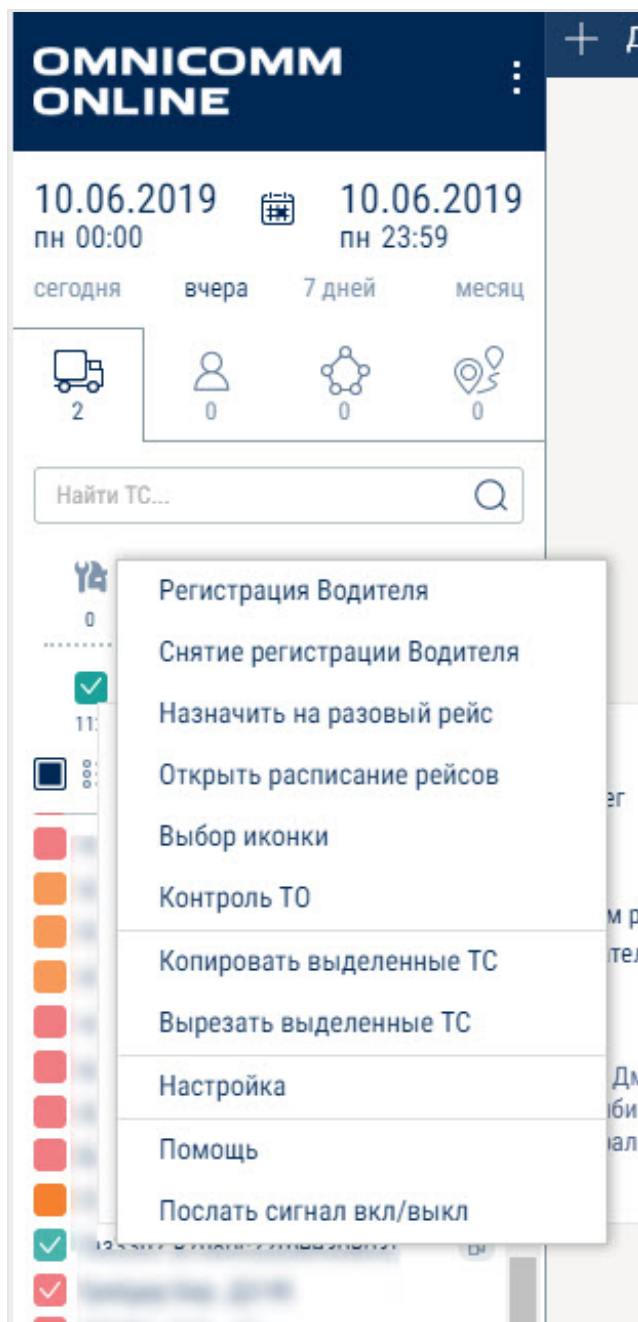 OMNICOMM
ONLINE
10.06.2019 10.06.2019
пн 00:00 пн 23:59
сегодня вчера 7 дней месяц
2 0 0 0
Найти ТС...
0
Регистрация Водителя
Снятие регистрации Водителя
Назначить на разовый рейс
Открыть расписание рейсов
Выбор иконки
Контроль ТО
Копировать выделенные ТС
Вырезать выделенные ТС
Настройка
Помощь
Послать сигнал вкл/выкл